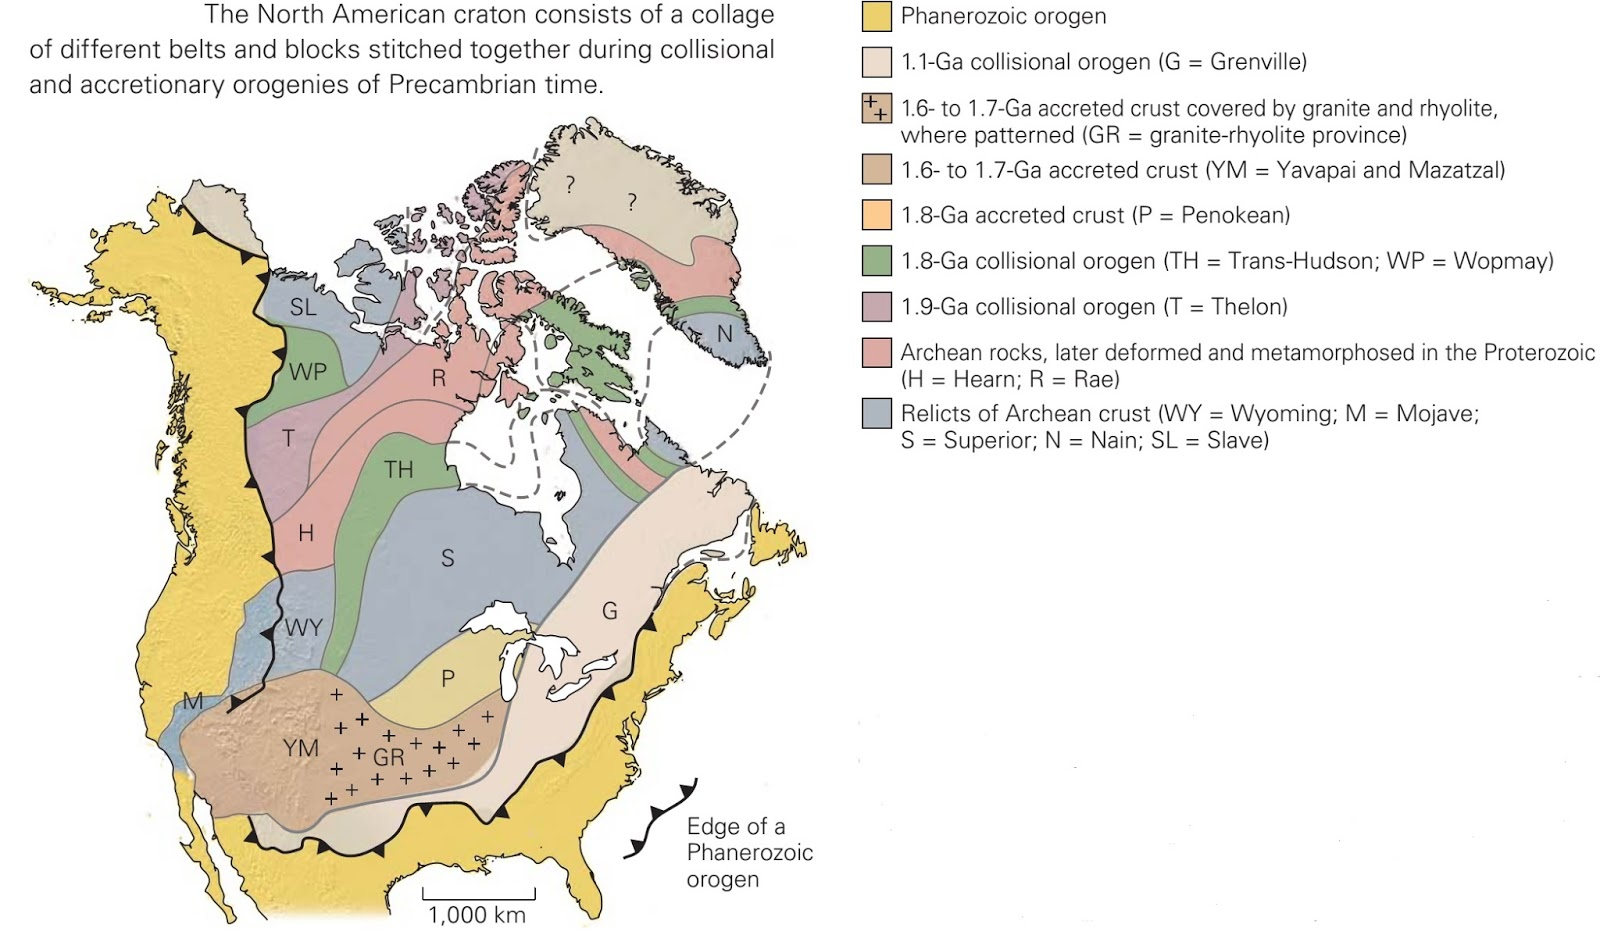 The North American craton consists of a collage
of different belts and blocks stitched together during collisional
and accretionary orogenies of Precambrian time.
Phanerozoic orogen
1.1-Ga collisional orogen (G = Grenville)
1.6- to 1.7-Ga accreted crust covered by granite and rhyolite,
where patterned (GR = granite-rhyolite province)
1.6- to 1.7-Ga accreted crust (YM = Yavapai and Mazatzal)
1.8-Ga accreted crust (P = Penokean)
1.8-Ga collisional orogen (TH = Trans-Hudson; WP = Wopmay)
1.9-Ga collisional orogen (T = Thelon)
Archean rocks, later deformed and metamorphosed in the Proterozoic
(H = Hearn; R = Rae)
Relicts of Archean crust (WY = Wyoming; M = Mojave;
S = Superior; N = Nain; SL = Slave)
?
?
SL
N
WP
R
T
TH
H
S
G
WY
P
M
YM
GR
Edge of a
Phanerozoic
orogen
1,000 km